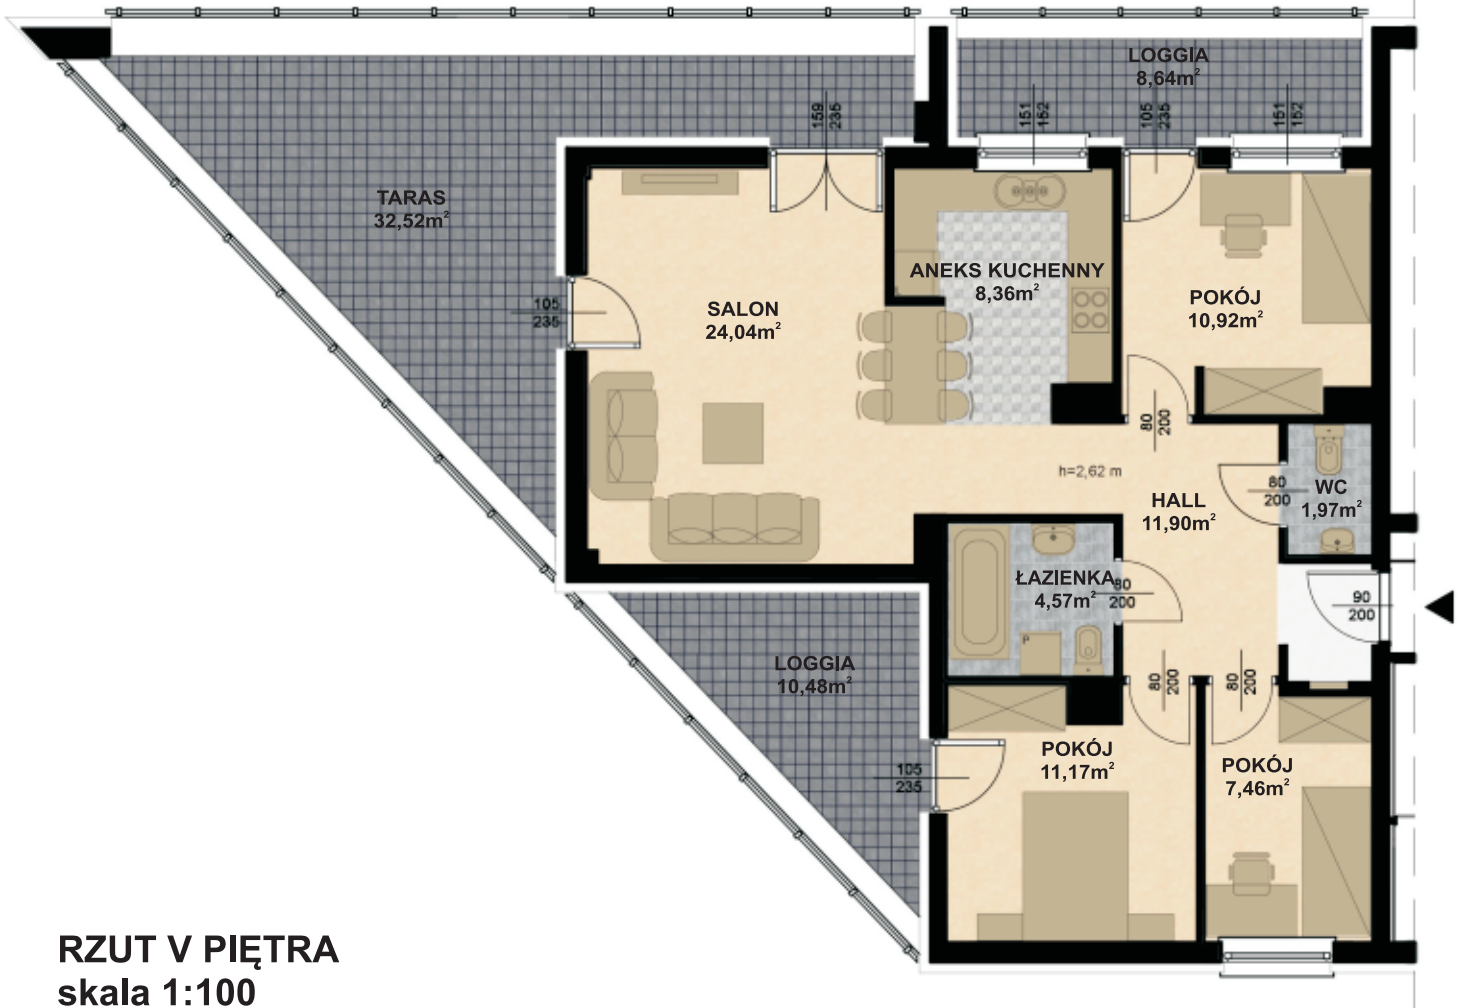 LOGGIA
8,64m²
159
235
151
152
105
235
151
152
TARAS
32,52m²
ANEKS KUCHENNY
8,36m²
POKÓJ
10,92m²
105
235
SALON
24,04m²
80
200
h=2,62 m
HALL
11,90m²
80
200
WC
1,97m²
ŁAZIENKA
4,57m²
80
200
90
200
P
LOGGIA
10,48m²
80
200
80
200
POKÓJ
11,17m²
POKÓJ
7,46m²
105
235
RZUT V PIĘTRA
skala 1:100